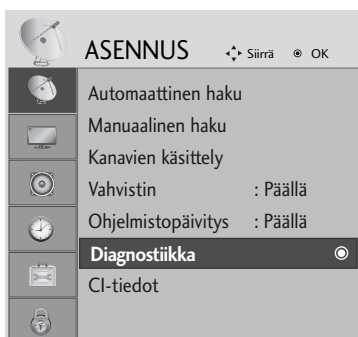 ASENNUS Siirrä OK
Automaattinen haku
Manuaalinen haku
Kanavien käsittely
Vahvistin : Päällä
Ohjelmistopäivitys : Päällä
Diagnostiikka
CI-tiedot